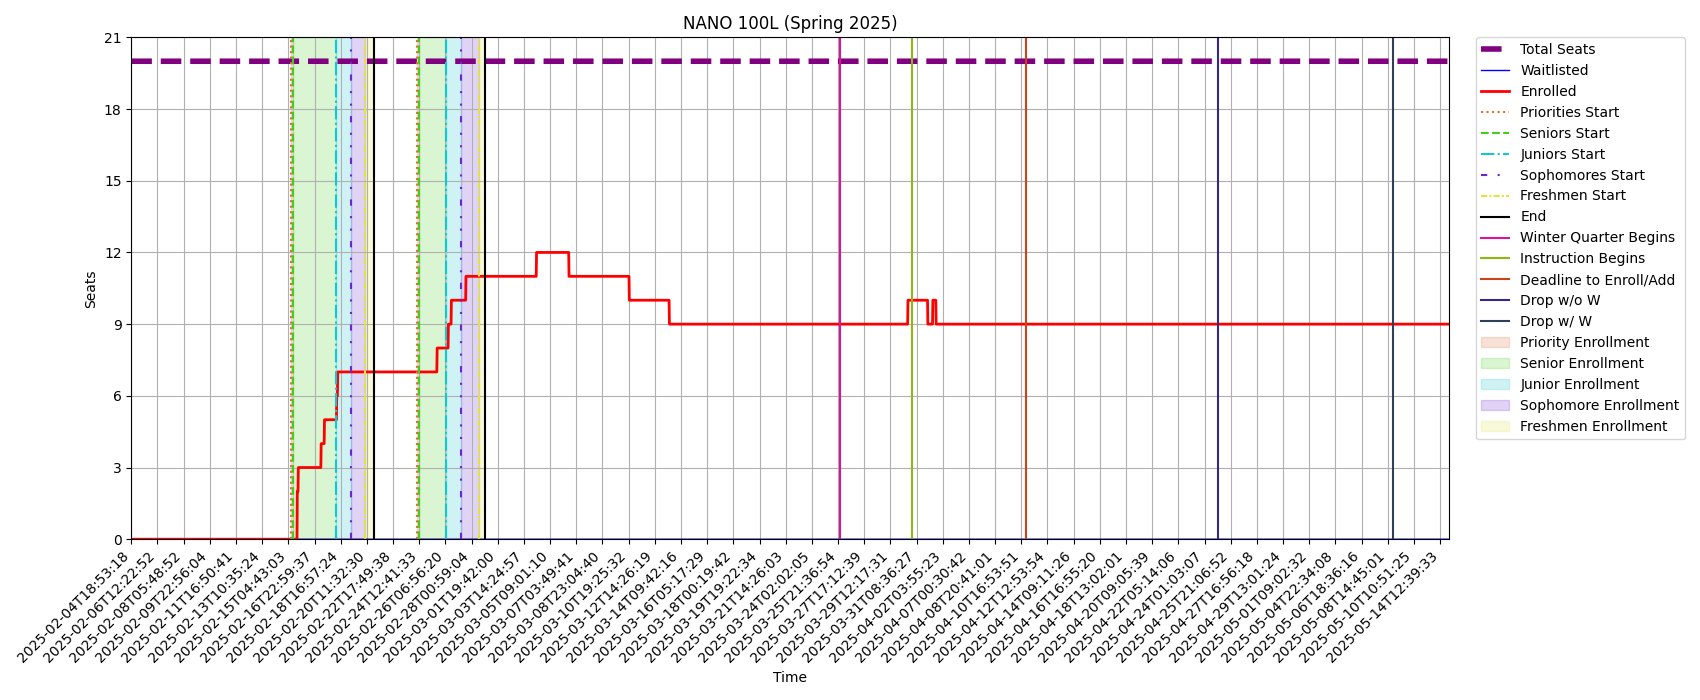 NANO 100L (Spring 2025)
Seats
21
18
15
12
9
6
3
0
2025-02-04T18:53:18
2025-02-06T12:22:52
2025-02-08T05:48:52
2025-02-09T22:56:04
2025-02-11T16:50:41
2025-02-13T10:35:24
2025-02-15T04:43:03
2025-02-16T22:59:37
2025-02-18T16:57:24
2025-02-20T11:32:30
2025-02-22T17:49:38
2025-02-24T12:41:33
2025-02-26T06:56:20
2025-02-28T00:59:04
2025-03-01T19:42:00
2025-03-03T14:24:57
2025-03-05T09:01:10
2025-03-07T03:49:41
2025-03-08T23:04:40
2025-03-10T19:25:32
2025-03-12T14:26:19
2025-03-14T09:42:16
2025-03-16T05:17:29
2025-03-18T00:19:42
2025-03-19T19:22:34
2025-03-21T14:26:03
2025-03-24T02:02:05
2025-03-25T21:36:54
2025-03-27T17:12:39
2025-03-29T12:17:31
2025-03-31T08:36:27
2025-04-02T03:55:23
2025-04-07T00:30:42
2025-04-08T20:41:01
2025-04-10T16:53:51
2025-04-12T12:53:54
2025-04-14T09:11:26
2025-04-16T16:55:20
2025-04-18T13:02:01
2025-04-20T09:05:39
2025-04-22T05:14:06
2025-04-24T01:03:07
2025-04-25T21:06:52
2025-04-27T16:56:18
2025-04-29T13:01:24
2025-05-01T09:02:32
2025-05-04T22:34:08
2025-05-06T18:36:16
2025-05-08T14:45:01
2025-05-10T10:51:25
2025-05-14T12:39:33
Time
Total Seats
Waitlisted
Enrolled
Priorities Start
Seniors Start
Juniors Start
Sophomores Start
Freshmen Start
End
Winter Quarter Begins
Instruction Begins
Deadline to Enroll/Add
Drop w/o W
Drop w/ W
Priority Enrollment
Senior Enrollment
Junior Enrollment
Sophomore Enrollment
Freshmen Enrollment